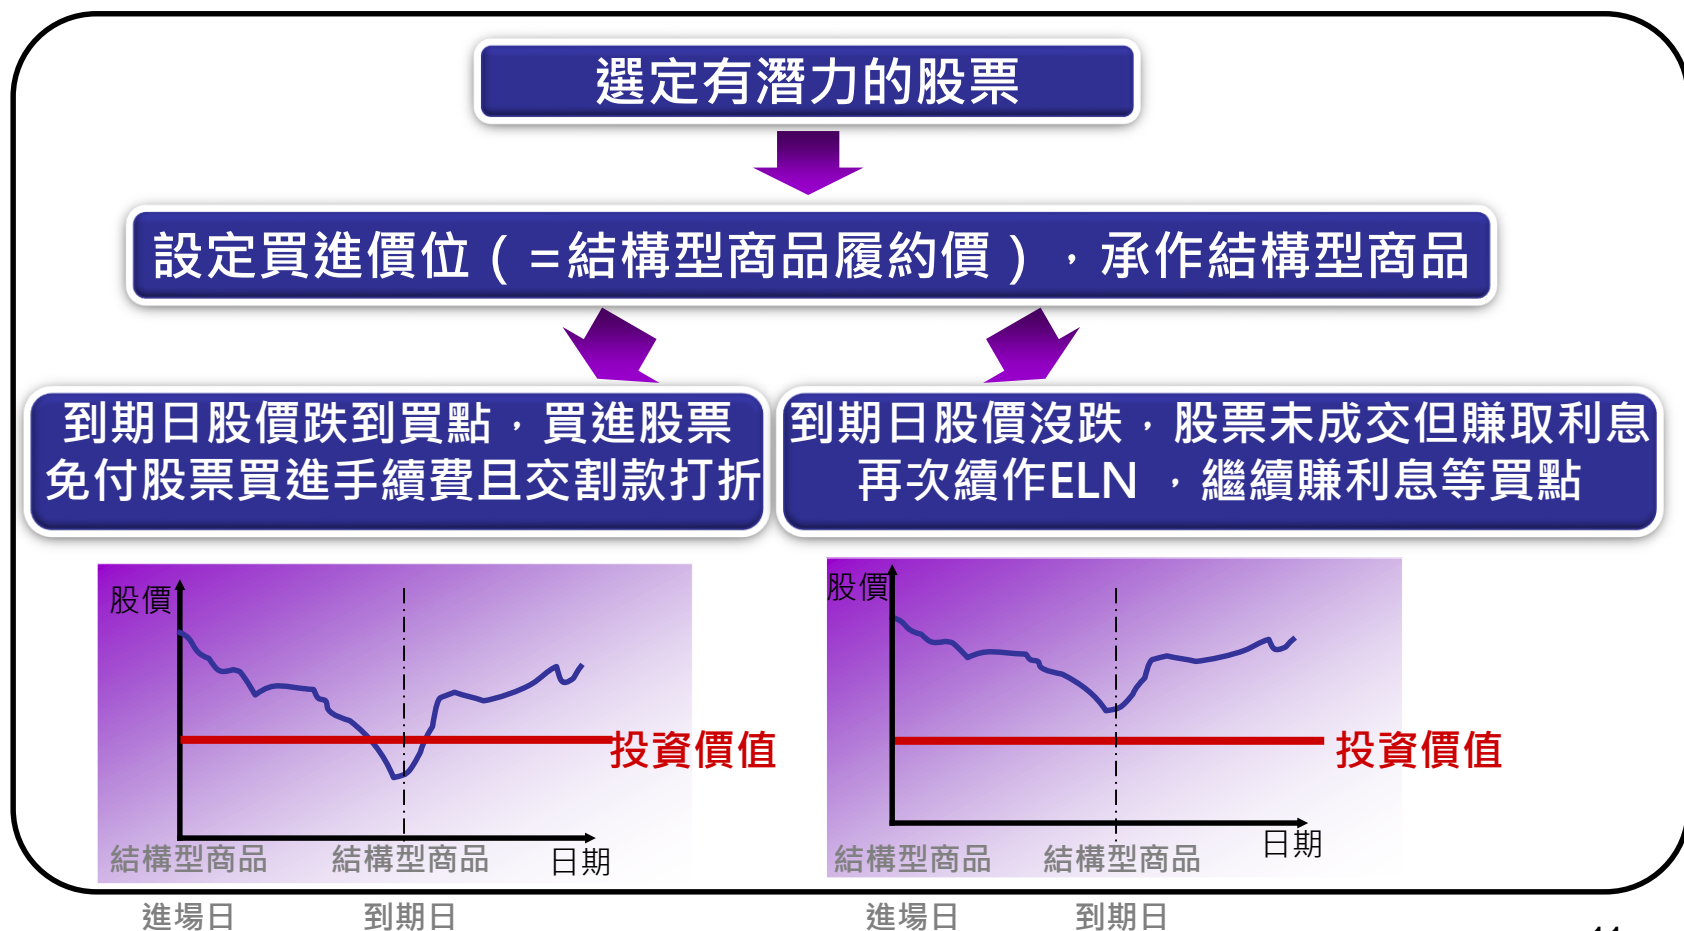 選定有潛力的股票
設定買進價位（=結構型商品履約價），承作結構型商品
到期日股價跌到買點，買進股票
免付股票買進手續費且交割款打折
到期日股價沒跌，股票未成交但賺取利息
再次續作ELN ，繼續賺利息等買點
股價
投資價值
日期
結構型商品
進場日
結構型商品
到期日
股價
投資價值
日期
結構型商品
進場日
結構型商品
到期日